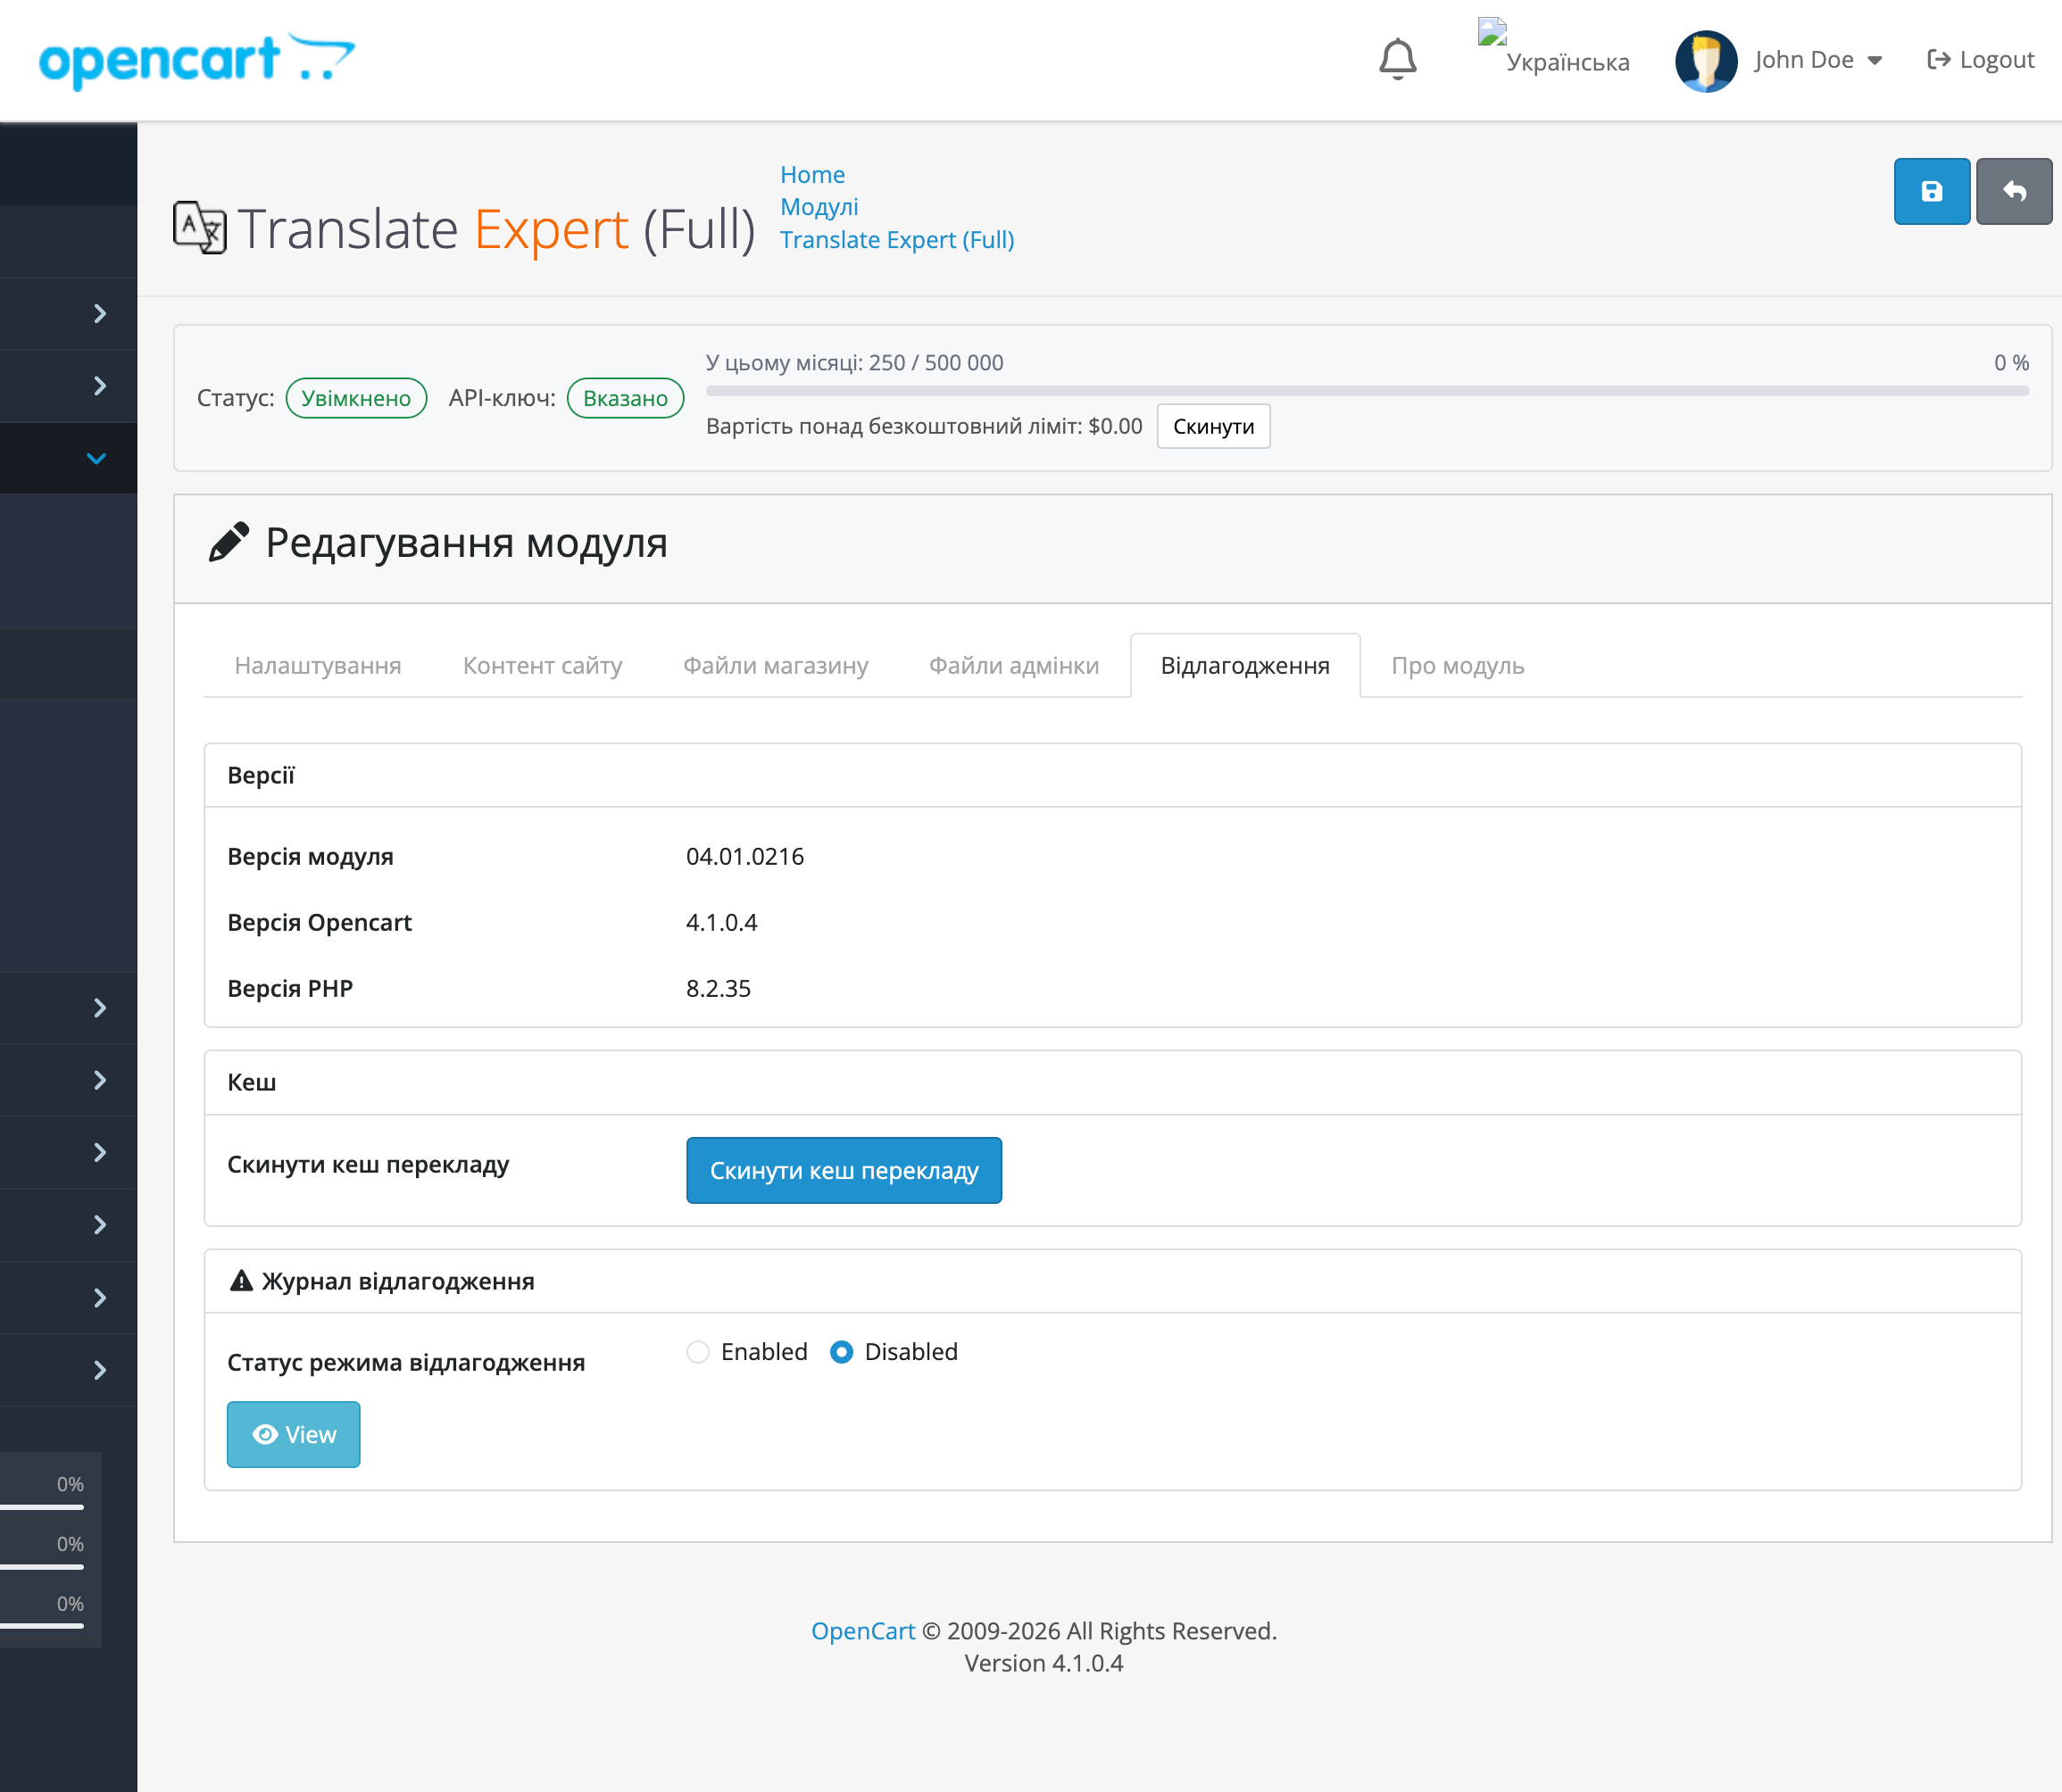 opencart
Українська
John Doe
Logout
Translate Expert (Full)
Home
Модулі
Translate Expert (Full)
Статус: Увімкнено API-ключ: Вказано
У цьому місяці: 250 / 500 000
0 %
Вартість понад безкоштовний ліміт: $0.00 Скинути
Редагування модуля
Налаштування Контент сайту Файли магазину Файли адмінки Відлагодження Про модуль
Версії
Версія модуля 04.01.0216
Версія Opencart 4.1.0.4
Версія PHP 8.2.35
Кеш
Скинути кеш перекладу Скинути кеш перекладу
Журнал відлагодження
Статус режима відлагодження Enabled Disabled
View
0%
0%
0%
OpenCart © 2009-2026 All Rights Reserved.
Version 4.1.0.4